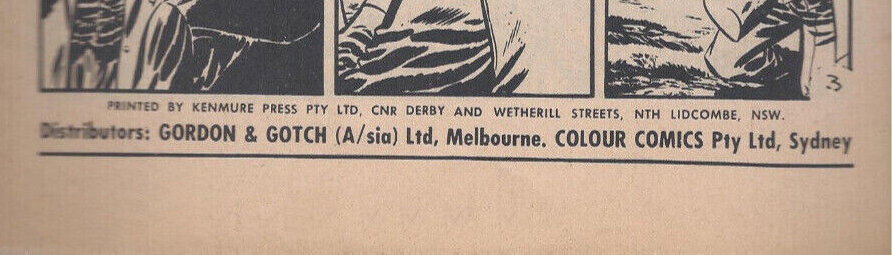 3
PRINTED BY KENMURE PRESS PTY LTD, CNR DERBY AND WETHERILL STREETS, NTH LIDCOMBE, NSW.
Distributors: GORDON & GOTCH (A/sia) Ltd, Melbourne. COLOUR COMICS Pty Ltd, Sydney